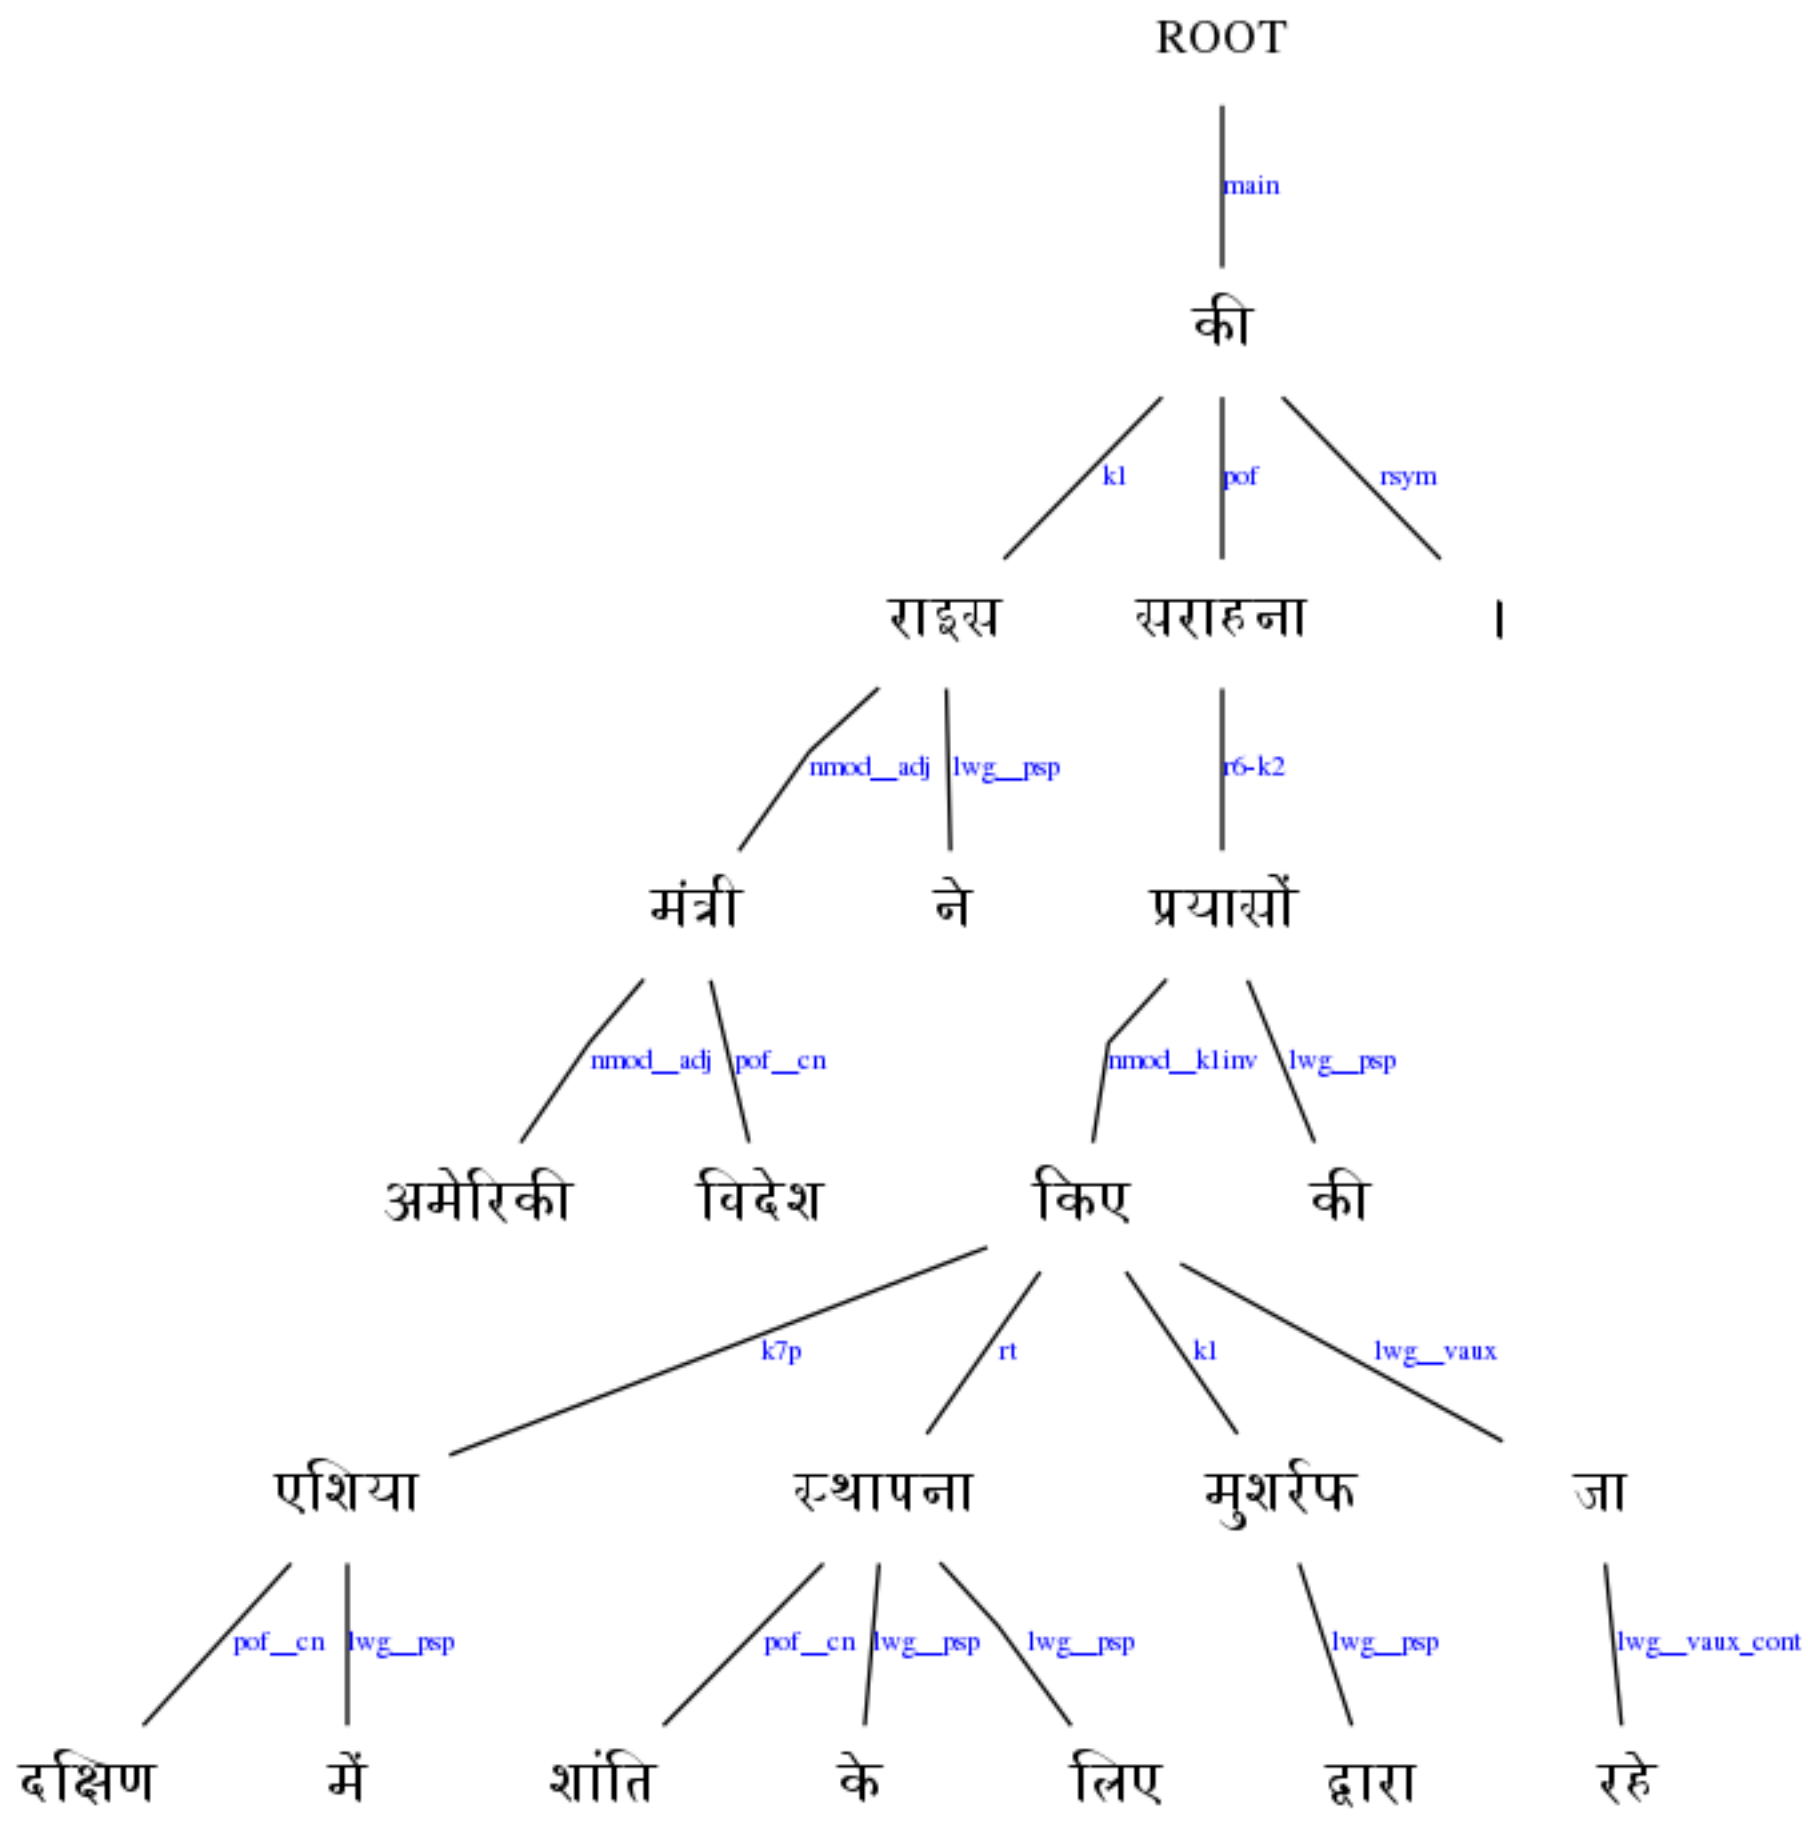 ROOT
main
की
k1 pof rsym
राइस सराहना ।
nmod__adj lwg__psp r6-k2
मंत्री ने प्रयासों
nmod__adj pof__cn nmod__k1inv lwg__psp
अमेरिकी विदेश किए की
k7p rt k1 lwg__vaux
एशिया स्थापना मुशर्रफ जा
pof__cn lwg__psp pof__cn lwg__psp lwg__psp lwg__psp lwg__vaux_cont
दक्षिण में शांति के लिए द्वारा रहे